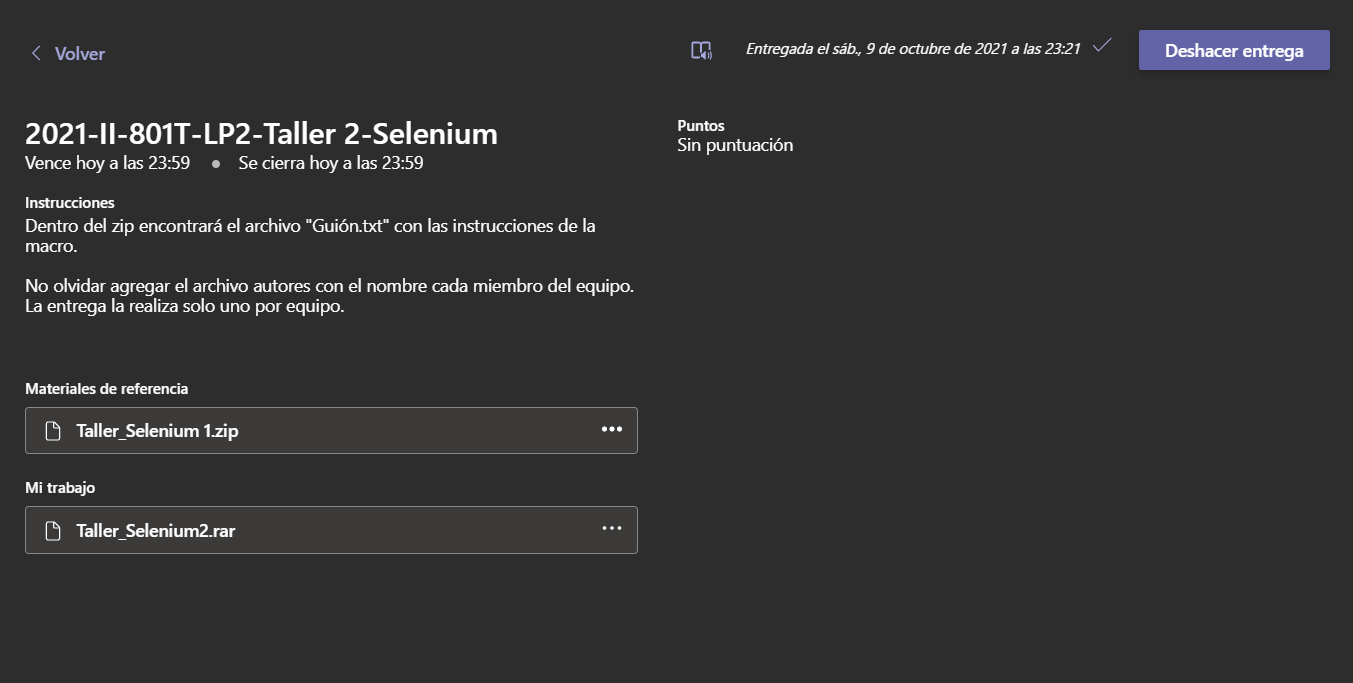 Volver
Entregada el sáb., 9 de octubre de 2021 a las 23:21
Deshacer entrega
2021-II-801T-LP2-Taller 2-Selenium
Vence hoy a las 23:59 • Se cierra hoy a las 23:59
Puntos
Sin puntuación
Instrucciones
Dentro del zip encontrará el archivo "Guión.txt" con las instrucciones de la
macro.
No olvidar agregar el archivo autores con el nombre cada miembro del equipo.
La entrega la realiza solo uno por equipo.
Materiales de referencia
Taller_Selenium 1.zip
Mi trabajo
Taller_Selenium2.rar